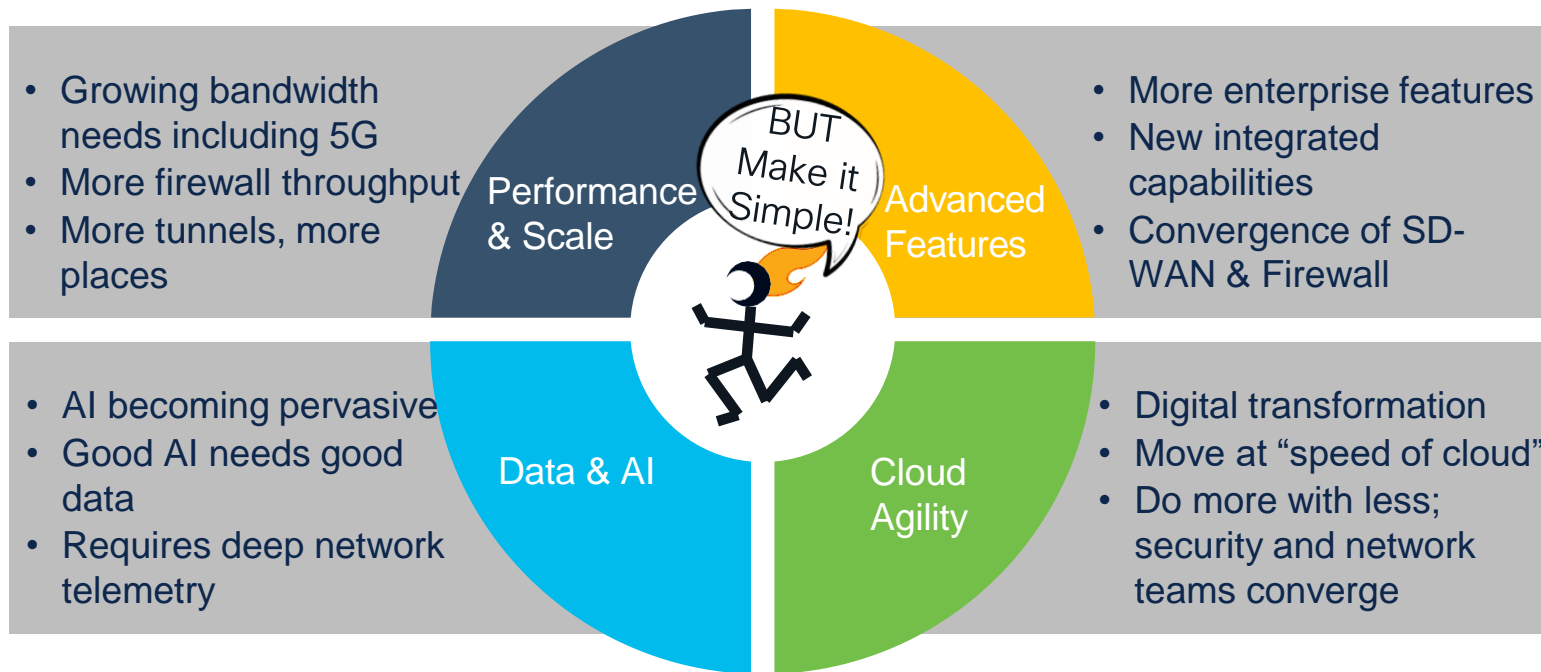 • Growing bandwidth
needs including 5G
• More firewall throughput
• More tunnels, more
places
Performance
& Scale
BUT
Make it
Simple!
Advanced
Features
• More enterprise features
• New integrated
capabilities
• Convergence of SD-
WAN & Firewall
• AI becoming pervasive
• Good AI needs good
data
• Requires deep network
telemetry
Data & AI
Cloud
Agility
• Digital transformation
• Move at “speed of cloud”
• Do more with less;
security and network
teams converge